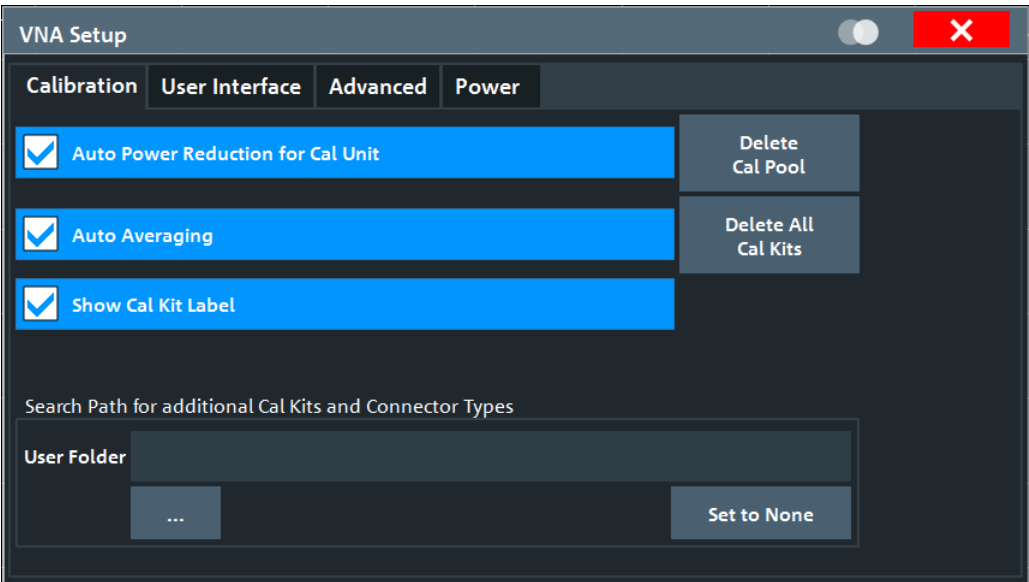 VNA Setup
Calibration User Interface Advanced Power
Auto Power Reduction for Cal Unit
Delete
Cal Pool
Auto Averaging
Delete All
Cal Kits
Show Cal Kit Label
Search Path for additional Cal Kits and Connector Types
User Folder
...
Set to None